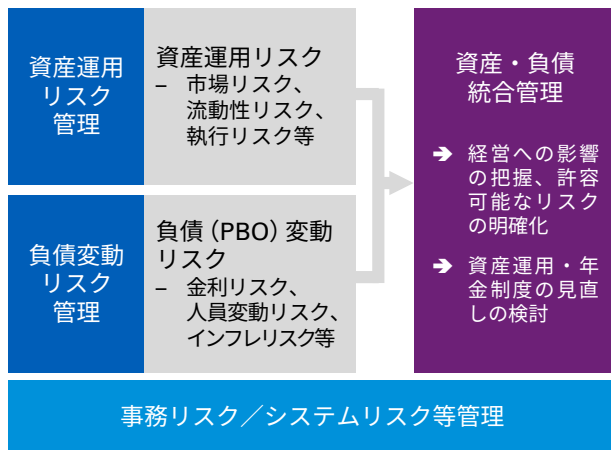 資産運用
リスク
管理
資産運用リスク
– 市場リスク、
流動性リスク、
執行リスク等
負債変動
リスク
管理
負債（PBO）変動
リスク
– 金利リスク、
人員変動リスク、
インフレリスク等
資産・負債
統合管理
➔ 経営への影響
の把握、許容
可能なリスク
の明確化
➔ 資産運用・年
金制度の見直
しの検討
事務リスク／システムリスク等管理